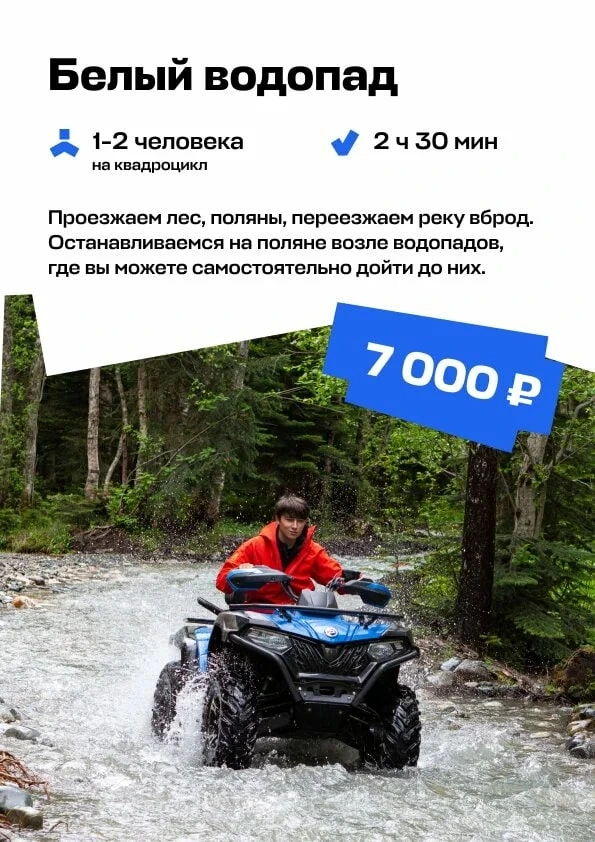 Белый водопад
1-2 человека
на квадроцикл
2 ч 30 мин
Проезжаем лес, поляны, переезжаем реку вброд.
Останавливаемся на поляне возле водопадов,
где вы можете самостоятельно дойти до них.
7 000 ₽